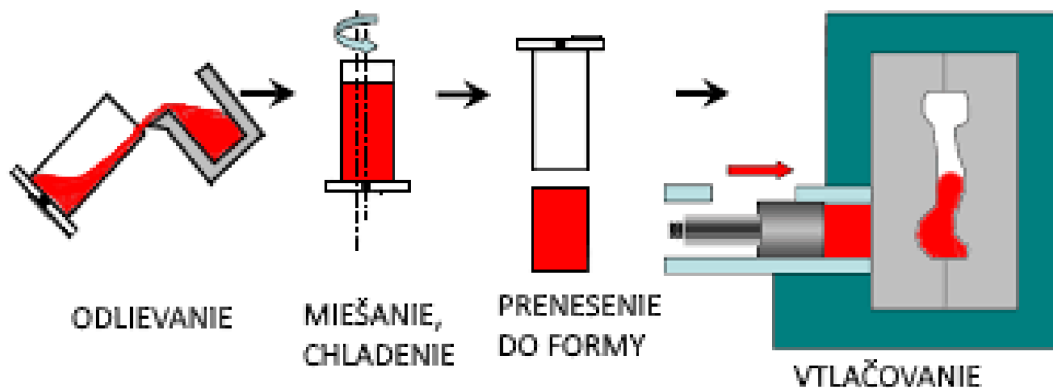 ODLIEVANIE
MIEŠANIE,
CHLADENIE
PRENESENIE
DO FORMY
VTLAČOVANIE